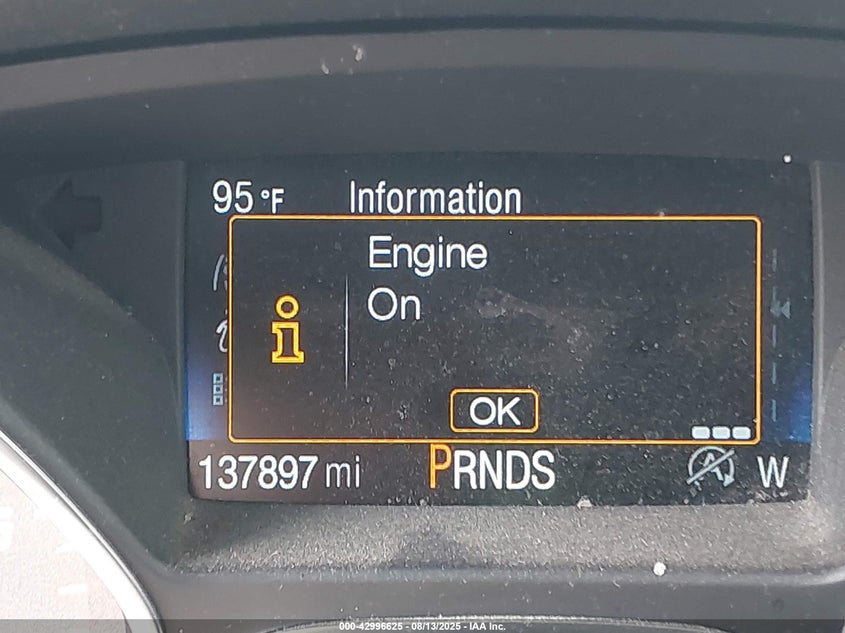 95 °F Information
Engine
On
OK
137897 mi PRNDS A W
000-42996625 - 08/13/2025 - IAA Inc.